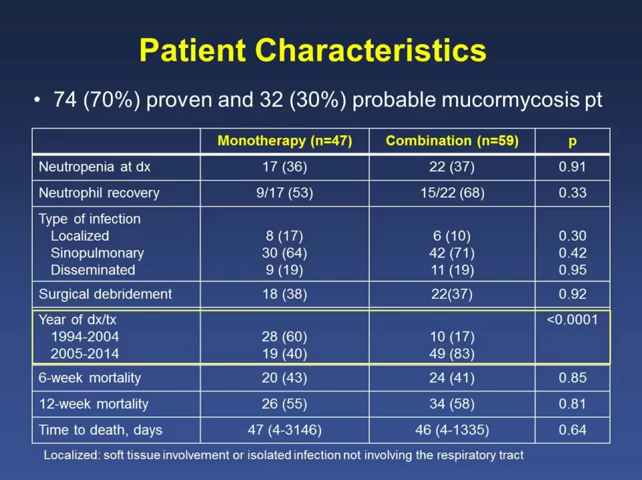 Patient Characteristics
• 74 (70%) proven and 32 (30%) probable mucormycosis pt
Monotherapy (n=47) Combination (n=59) p
Neutropenia at dx 17 (36) 22 (37) 0.91
Neutrophil recovery 9/17 (53) 15/22 (68) 0.33
Type of infection
Localized 8 (17) 6 (10) 0.30
Sinopulmonary 30 (64) 42 (71) 0.42
Disseminated 9 (19) 11 (19) 0.95
Surgical debridement 18 (38) 22(37) 0.92
Year of dx/tx <0.0001
1994-2004 28 (60) 10 (17)
2005-2014 19 (40) 49 (83)
6-week mortality 20 (43) 24 (41) 0.85
12-week mortality 26 (55) 34 (58) 0.81
Time to death, days 47 (4-3146) 46 (4-1335) 0.64
Localized: soft tissue involvement or isolated infection not involving the respiratory tract